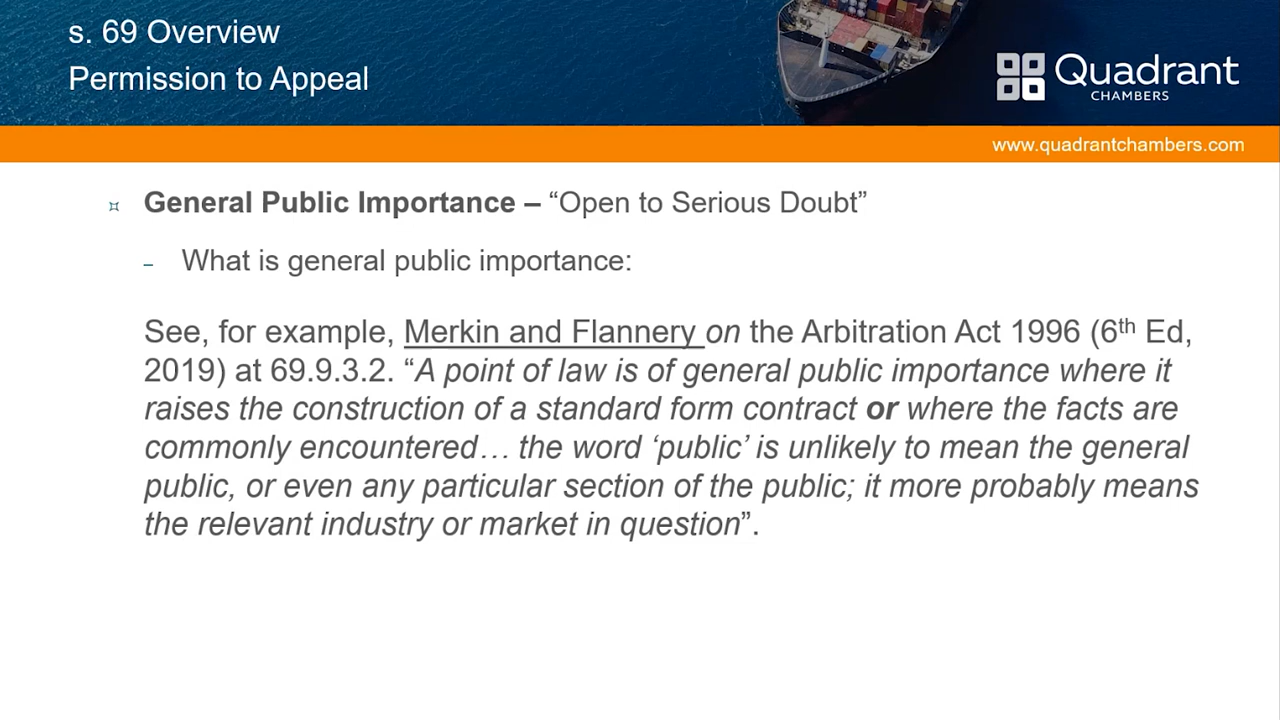 s. 69 Overview
Permission to Appeal
Quadrant
CHAMBERS
www.quadrantchambers.com
General Public Importance – “Open to Serious Doubt”
– What is general public importance:
See, for example, Merkin and Flannery on the Arbitration Act 1996 (6th Ed,
2019) at 69.9.3.2. “A point of law is of general public importance where it
raises the construction of a standard form contract or where the facts are
commonly encountered… the word ‘public’ is unlikely to mean the general
public, or even any particular section of the public; it more probably means
the relevant industry or market in question”.